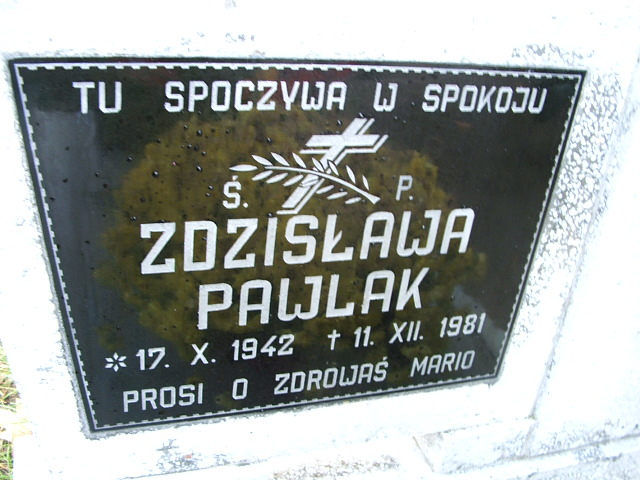 TU SPOCZYWA W SPOKOJU
Ś. P.
ZDZISŁAWA
PAWLAK
* 17. X. 1942 † 11. XII. 1981
PROSI O ZDROWAŚ MARIO